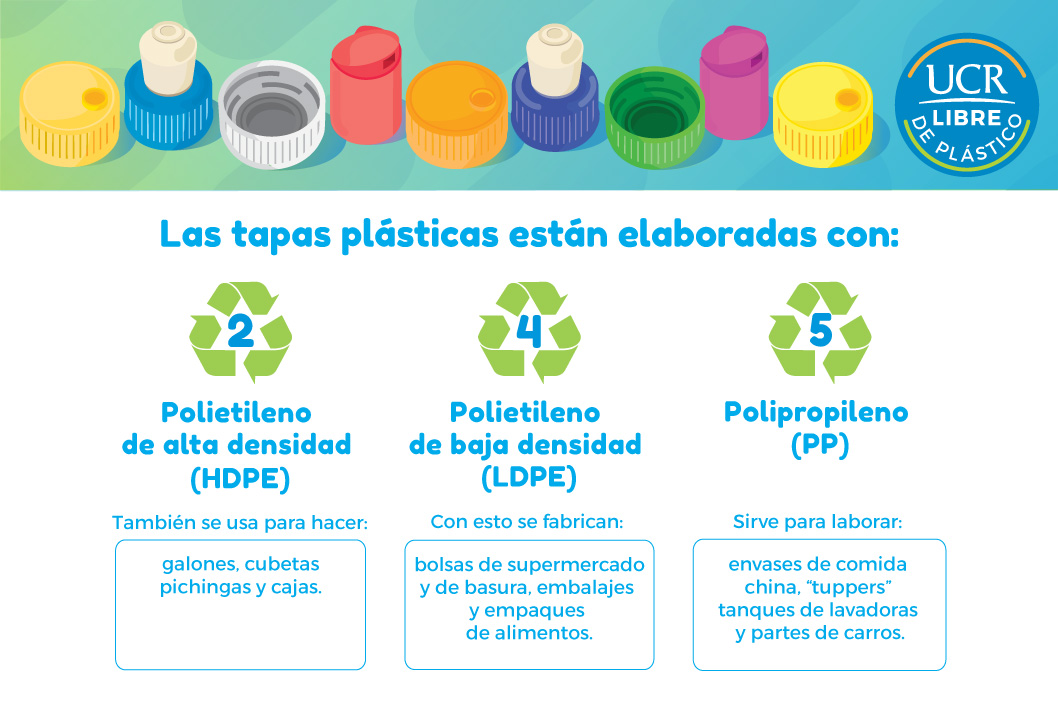 UCR
LIBRE
DE PLÁSTICO
Las tapas plásticas están elaboradas con:
2
Polietileno
de alta densidad
(HDPE)
También se usa para hacer:
galones, cubetas
pichingas y cajas.
4
Polietileno
de baja densidad
(LDPE)
Con esto se fabrican:
bolsas de supermercado
y de basura, embalajes
y empaques
de alimentos.
5
Polipropileno
(PP)
Sirve para laborar:
envases de comida
china, “tuppers”
tanques de lavadoras
y partes de carros.